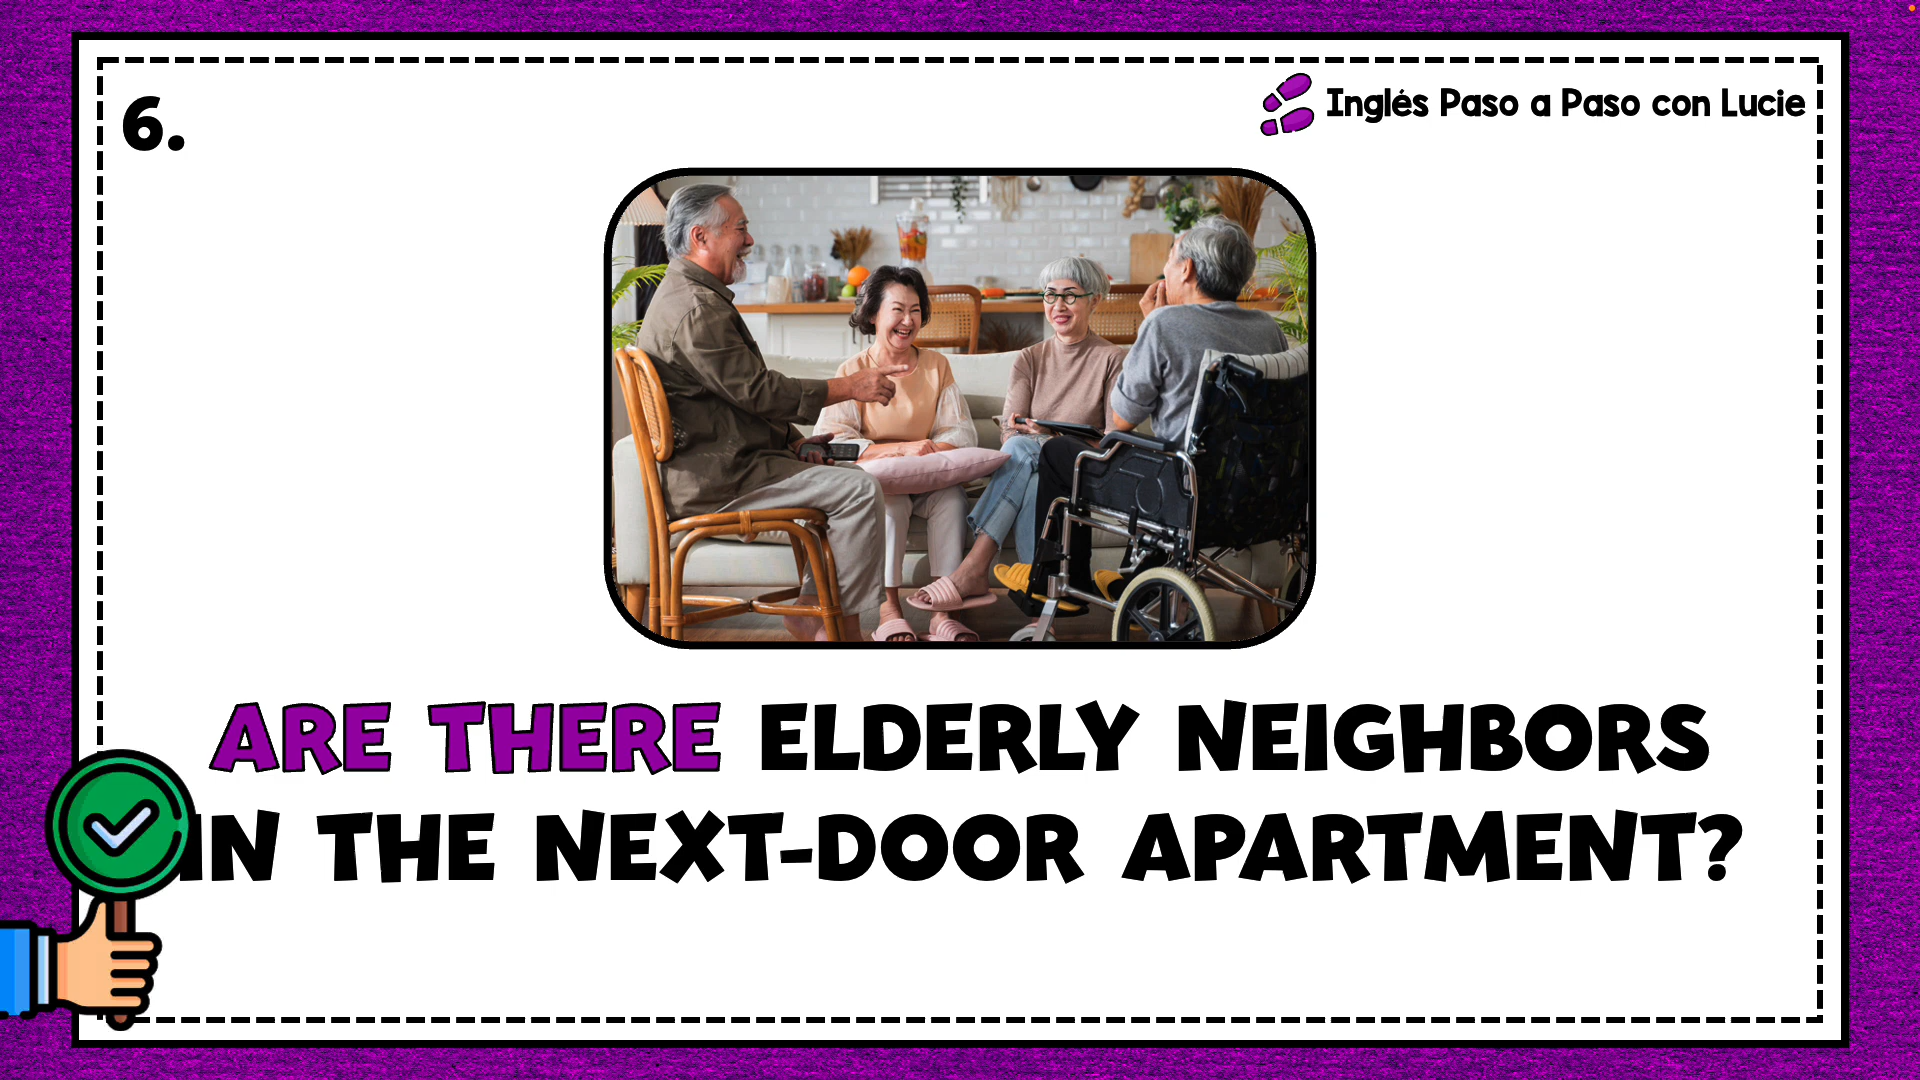 6.
Inglés Paso a Paso con Lucie
ARE THERE ELDERLY NEIGHBORS
IN THE NEXT-DOOR APARTMENT?